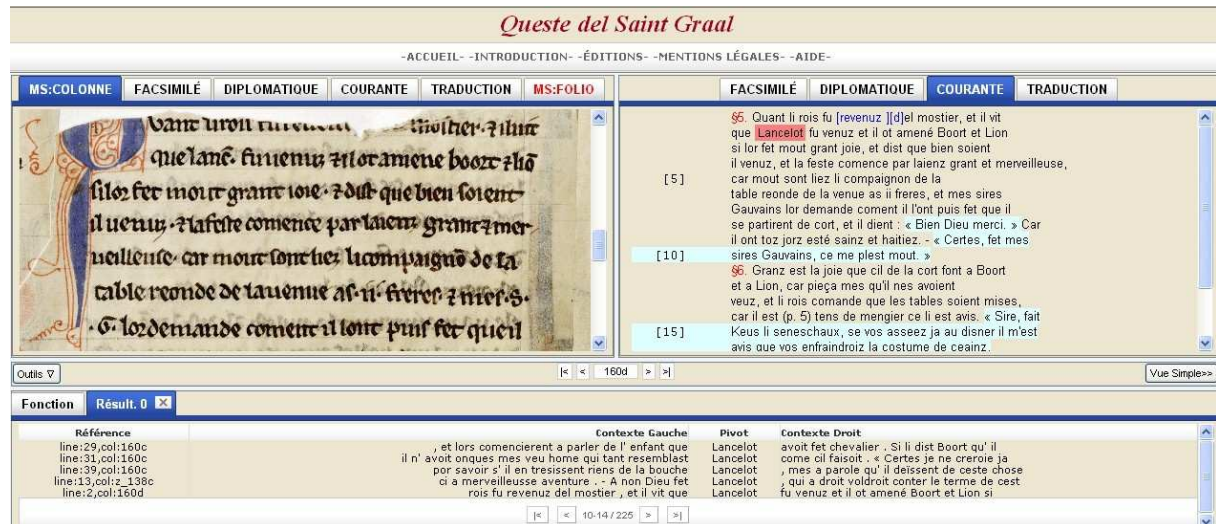 Queste del Saint Graal
-ACCUEIL- -INTRODUCTION- -ÉDITIONS- -MENTIONS LÉGALES- -AIDE-
MS:COLONNE FACSIMILÉ DIPLOMATIQUE COURANTE TRADUCTION MS:FOLIO
que lanc̃. fu uenuz ⁊ il ot amene boort ⁊ liõ
si lor fet mout grant ioie. ⁊ dist que bien soient
il uenuz. ⁊ la feste comence par laienz grant ⁊ mer-
ueilleuse. car mout sont liez li compaignõ de la
table reonde de la uenue as .ii. freres. ⁊ mes .s.
.G. lor demande coment il lont puis fet que il
FACSIMILÉ DIPLOMATIQUE COURANTE TRADUCTION
§5. Quant li rois fu [revenuz ][d]el mostier, et il vit
que Lancelot fu venuz et il ot amené Boort et Lion
si lor fet mout grant joie, et dist que bien soient
il venuz, et la feste comence par laienz grant et merveilleuse,
[5] car mout sont liez li compaignon de la
table reonde de la venue as ii freres, et mes sires
Gauvains lor demande coment il l'ont puis fet que il
se partirent de cort, et il dient : « Bien Dieu merci. » Car
il ont toz jorz esté sainz et haitiez. - « Certes, fet mes
[10] sires Gauvains, ce me plest mout. »
§6. Granz est la joie que cil de la cort font a Boort
et a Lion, car pieça mes qu'il nes avoient
veuz, et li rois comande que les tables soient mises,
car il est (p. 5) tens de mengier ce li est avis. « Sire, fait
[15] Keus li seneschaux, se vos asseez ja au disner il m'est
avis que vos enfraindroiz la costume de ceainz.
Outils ∇ |< < 160d > >| Vue Simple>>
Fonction Résult. 0 X
Référence Contexte Gauche Pivot Contexte Droit
line:29,col:160c , et lors comencierent a parler de l' enfant que Lancelot avoit fet chevalier . Si li dist Boort qu' il
line:31,col:160c il n' avoit onques mes veu home qui tant resemblast Lancelot come cil faisoit . « Certes je ne creroie ja
line:39,col:160c por savoir s' il en tresissent riens de la bouche Lancelot , mes a parole qu' il deïssent de ceste chose
line:13,col:z_138c ci a merveilleusse aventure . - A non Dieu fet Lancelot , qui a droit voldroit conter le terme de cest
line:2,col:160d rois fu revenuz del mostier , et il vit que Lancelot fu venuz et il ot amené Boort et Lion si
|< < 10-14 / 225 > >|